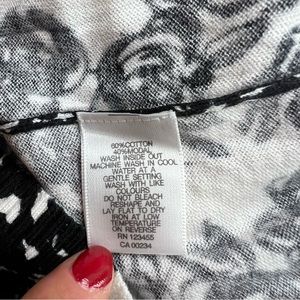 60%COTTON
40%MODAL
WASH INSIDE OUT
MACHINE WASH IN COOL
WATER AT A
GENTLE SETTING
WASH WITH LIKE
COLOURS
DO NOT BLEACH
RESHAPE AND
LAY FLAT TO DRY
IRON AT LOW
TEMPERATURE
ON REVERSE
RN 123455
CA 00234